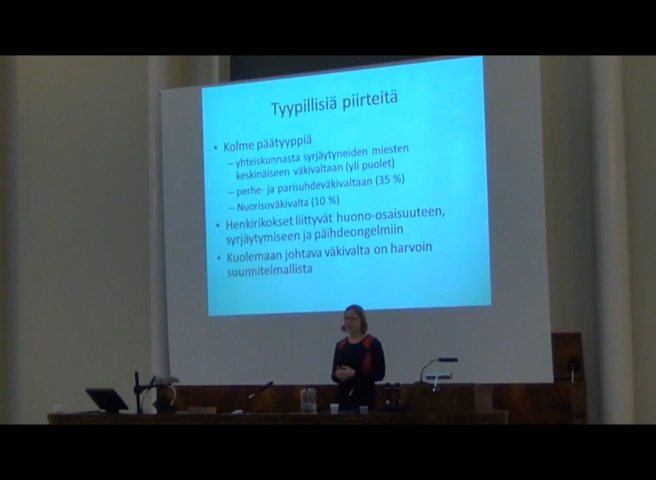 Tyypillisiä piirteitä
• Kolme päätyyppiä
– yhteiskunnasta syrjäytyneiden miesten
keskinäiseen väkivaltaan (yli puolet)
– perhe- ja parisuhdeväkivaltaan (35 %)
– Nuorisoväkivalta (10 %)
• Henkirikokset liittyvät huono-osaisuuteen,
syrjäytymiseen ja päihdeongelmiin
• Kuolemaan johtava väkivalta on harvoin
suunnitelmallista